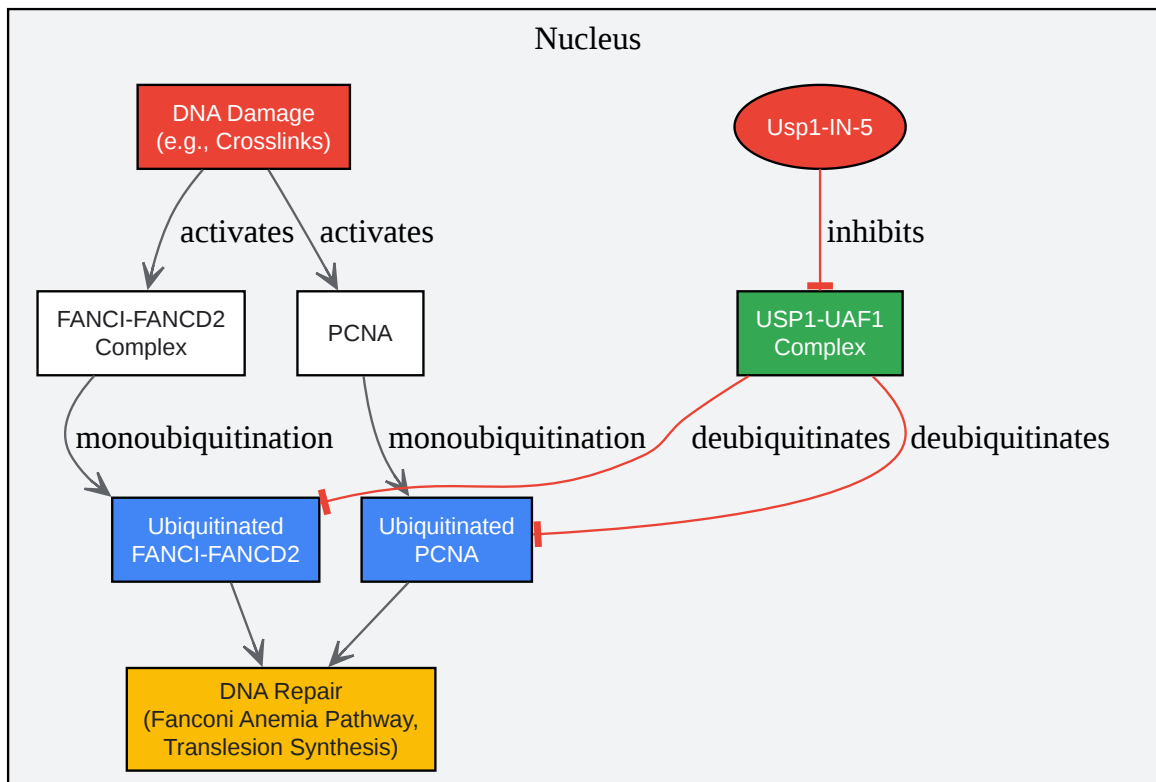 Nucleus
DNA Damage
(e.g., Crosslinks)
Usp1-IN-5
activates
activates
inhibits
FANCI-FANCD2
Complex
PCNA
USP1-UAF1
Complex
monoubiquitination
monoubiquitination
deubiquitinates
deubiquitinates
Ubiquitinated
FANCI-FANCD2
Ubiquitinated
PCNA
DNA Repair
(Fanconi Anemia Pathway,
Translesion Synthesis)